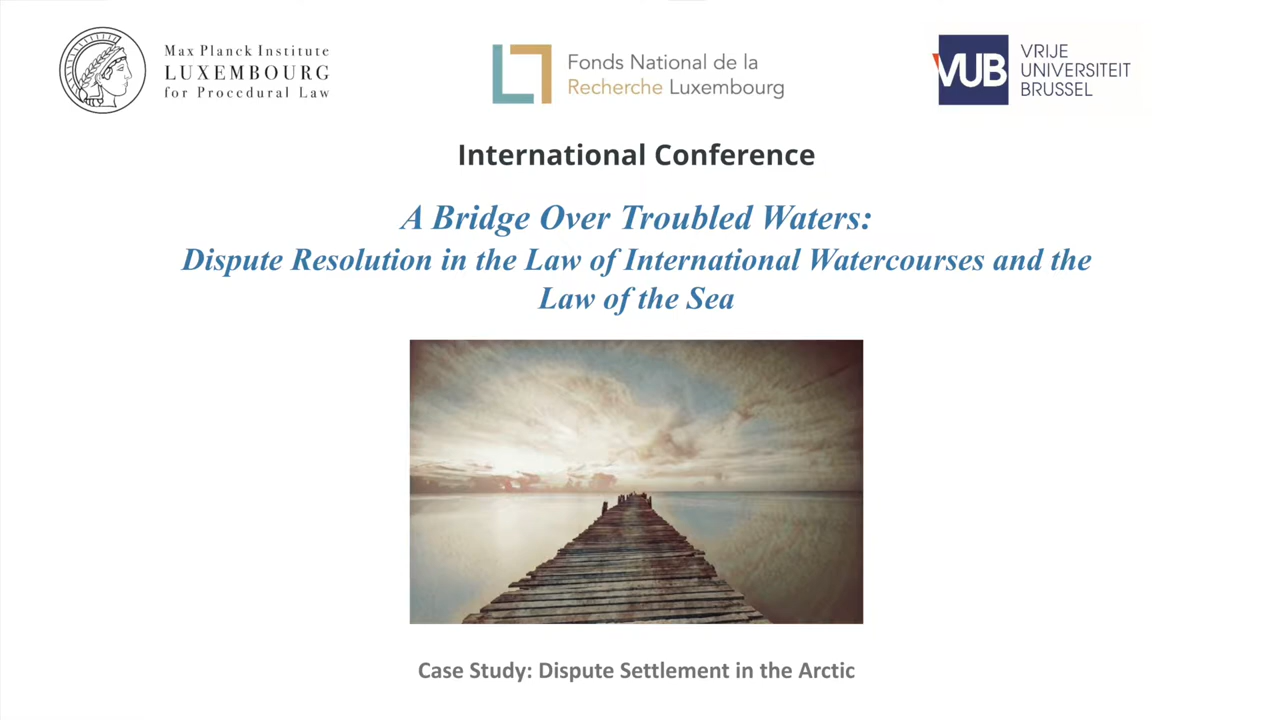 Max Planck Institute
LUXEMBOURG
for Procedural Law
Fonds National de la
Recherche Luxembourg
VUB
VRIJE
UNIVERSITEIT
BRUSSEL
International Conference
A Bridge Over Troubled Waters:
Dispute Resolution in the Law of International Watercourses and the
Law of the Sea
Case Study: Dispute Settlement in the Arctic